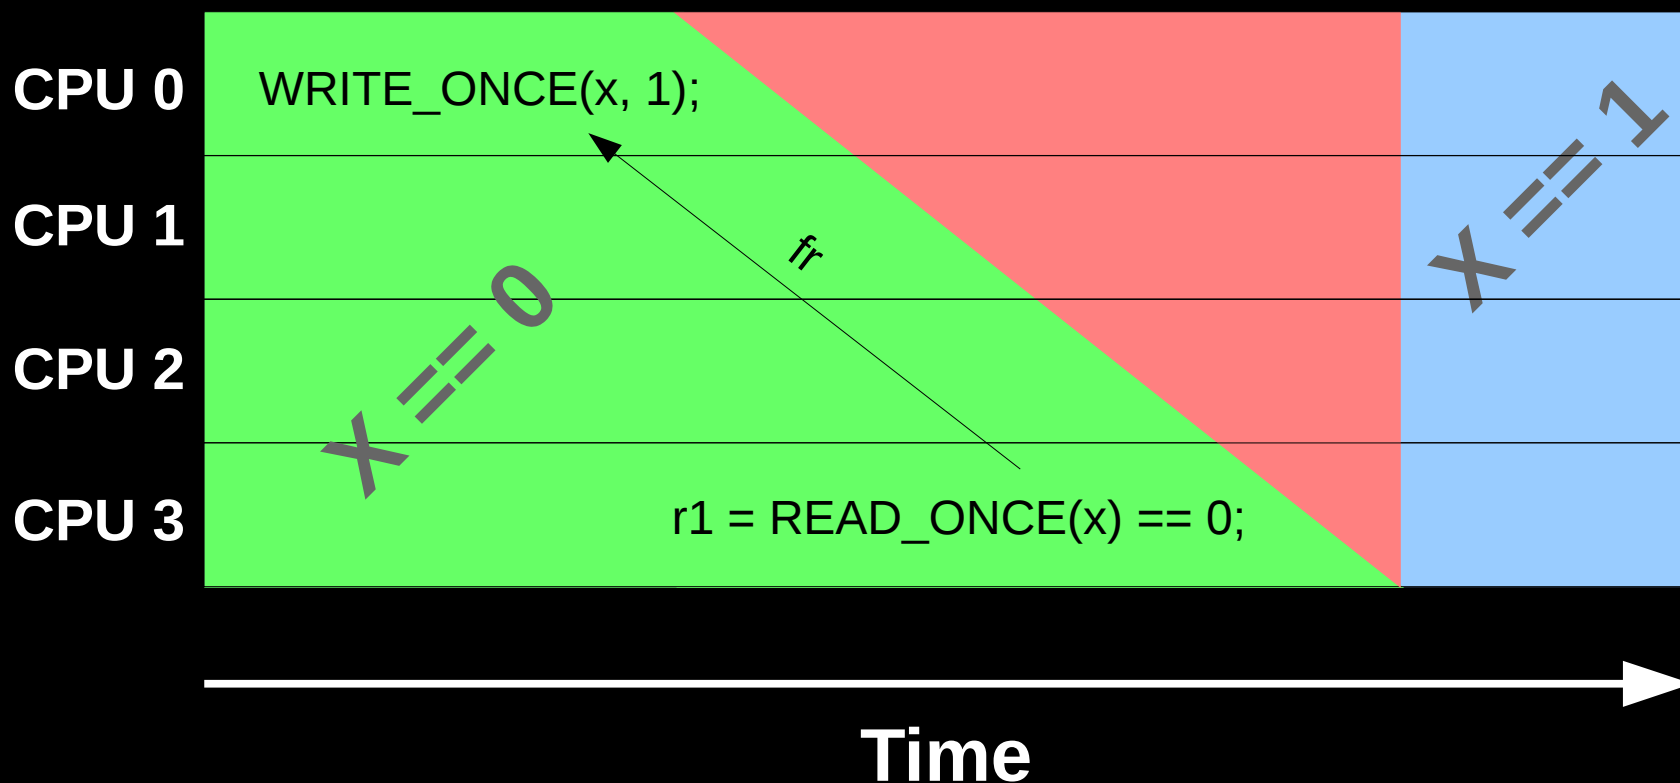 CPU 0
WRITE_ONCE(x, 1);
CPU 1
fr
x == 1
CPU 2
x == 0
CPU 3
r1 = READ_ONCE(x) == 0;
Time